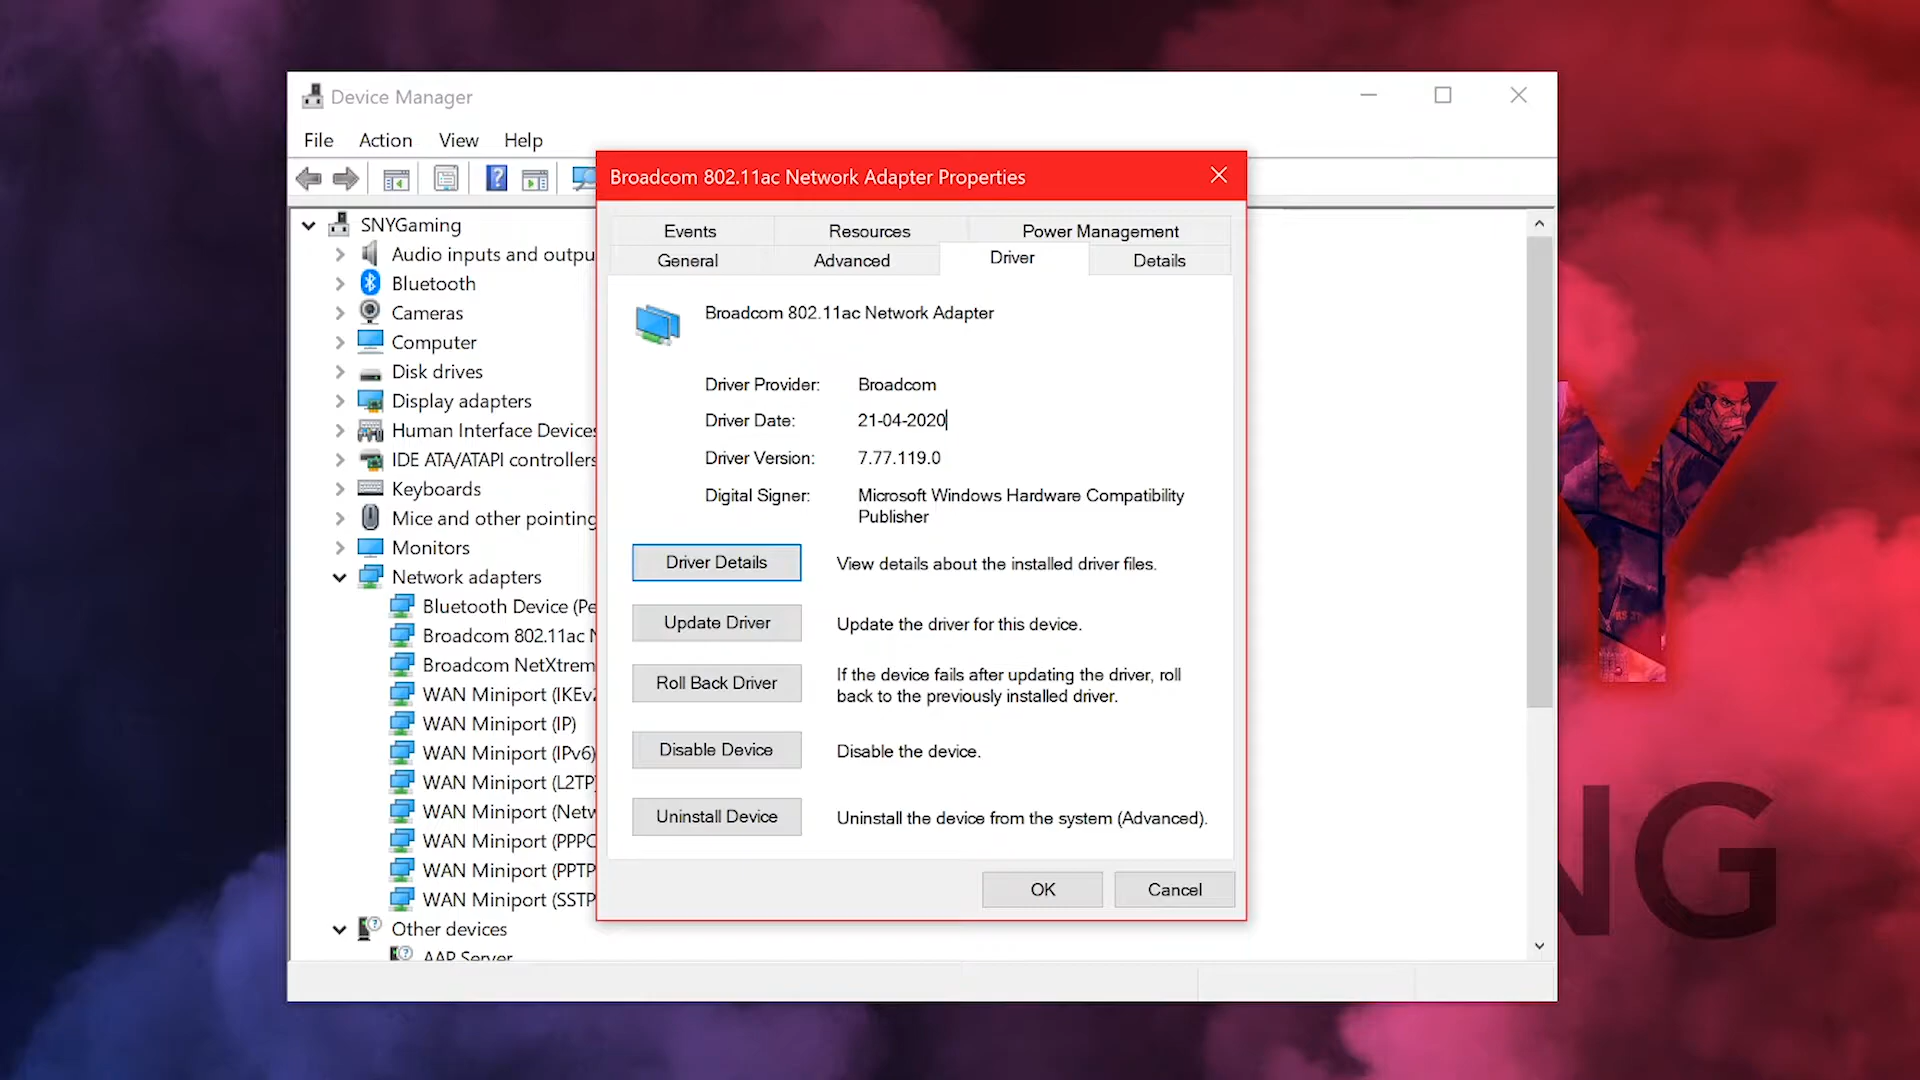 Device Manager
File Action View Help
SNYGaming
Audio inputs and outpu
Bluetooth
Cameras
Computer
Disk drives
Display adapters
Human Interface Devices
IDE ATA/ATAPI controllers
Keyboards
Mice and other pointing
Monitors
Network adapters
Bluetooth Device (Pe
Broadcom 802.11ac N
Broadcom NetXtrem
WAN Miniport (IKEv2
WAN Miniport (IP)
WAN Miniport (IPv6)
WAN Miniport (L2TP)
WAN Miniport (Netw
WAN Miniport (PPPO
WAN Miniport (PPTP
WAN Miniport (SSTP
Other devices
AAP Server
Broadcom 802.11ac Network Adapter Properties
Events Resources Power Management
General Advanced Driver Details
Broadcom 802.11ac Network Adapter
Driver Provider: Broadcom
Driver Date: 21-04-2020
Driver Version: 7.77.119.0
Digital Signer: Microsoft Windows Hardware Compatibility
Publisher
Driver Details View details about the installed driver files.
Update Driver Update the driver for this device.
Roll Back Driver If the device fails after updating the driver, roll
back to the previously installed driver.
Disable Device Disable the device.
Uninstall Device Uninstall the device from the system (Advanced).
OK Cancel
Y
NG